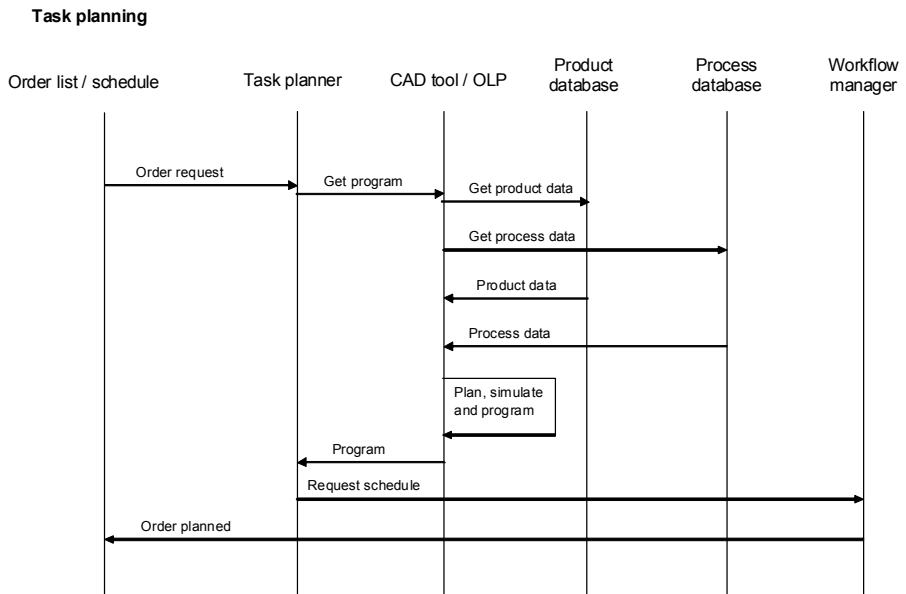 Task planning
Order list / schedule
Task planner
CAD tool / OLP
Product
database
Process
database
Workflow
manager
Order request
Get program
Get product data
Get process data
Product data
Process data
Plan, simulate
and program
Program
Request schedule
Order planned